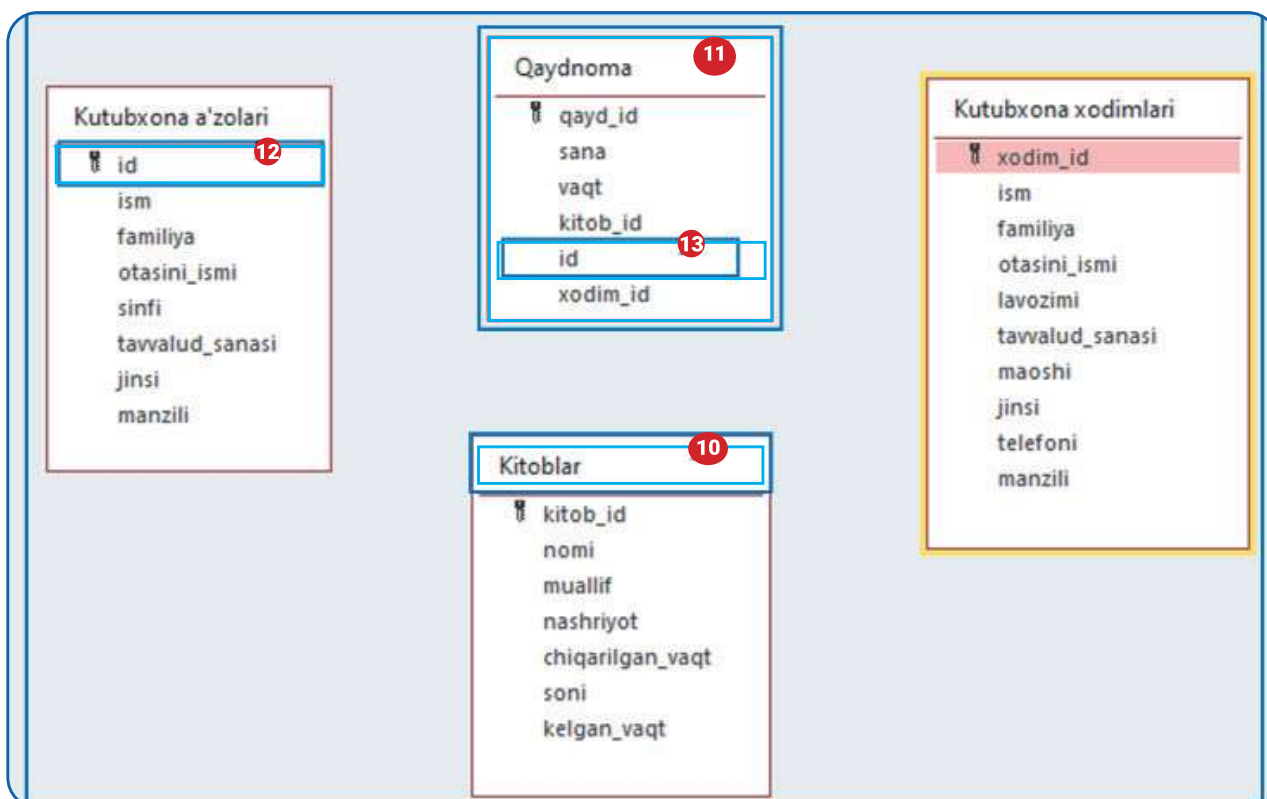 Kutubxona a'zolari
12
id
ism
familiya
otasini_ismi
sinfi
tavvalud_sanasi
jinsi
manzili
Qaydnoma
11
qayd_id
sana
vaqt
kitob_id
13
id
xodim_id
Kitoblar
10
kitob_id
nomi
muallif
nashriyot
chiqarilgan_vaqt
soni
kelgan_vaqt
Kutubxona xodimlari
xodim_id
ism
familiya
otasini_ismi
lavozimi
tavvalud_sanasi
maoshi
jinsi
telefoni
manzili